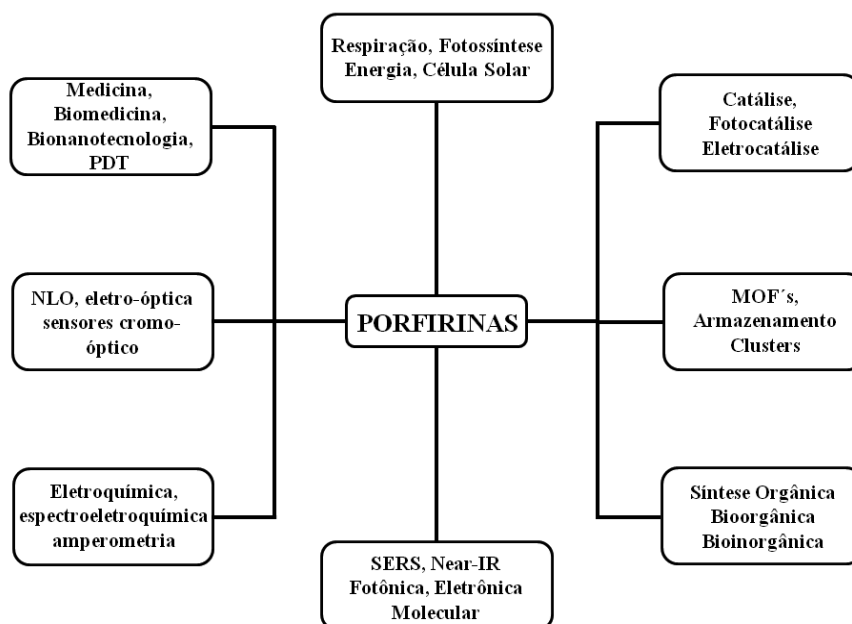 Respiração, Fotossíntese
Energia, Célula Solar
Medicina,
Biomedicina,
Bionanotecnologia,
PDT
Catálise,
Fotocatálise
Eletrocatálise
NLO, eletro-óptica
sensores cromo-
óptico
PORFIRINAS
MOF´s,
Armazenamento
Clusters
Eletroquímica,
espectroeletroquímica
amperometria
Síntese Orgânica
Bioorgânica
Bioinorgânica
SERS, Near-IR
Fotônica, Eletrônica
Molecular